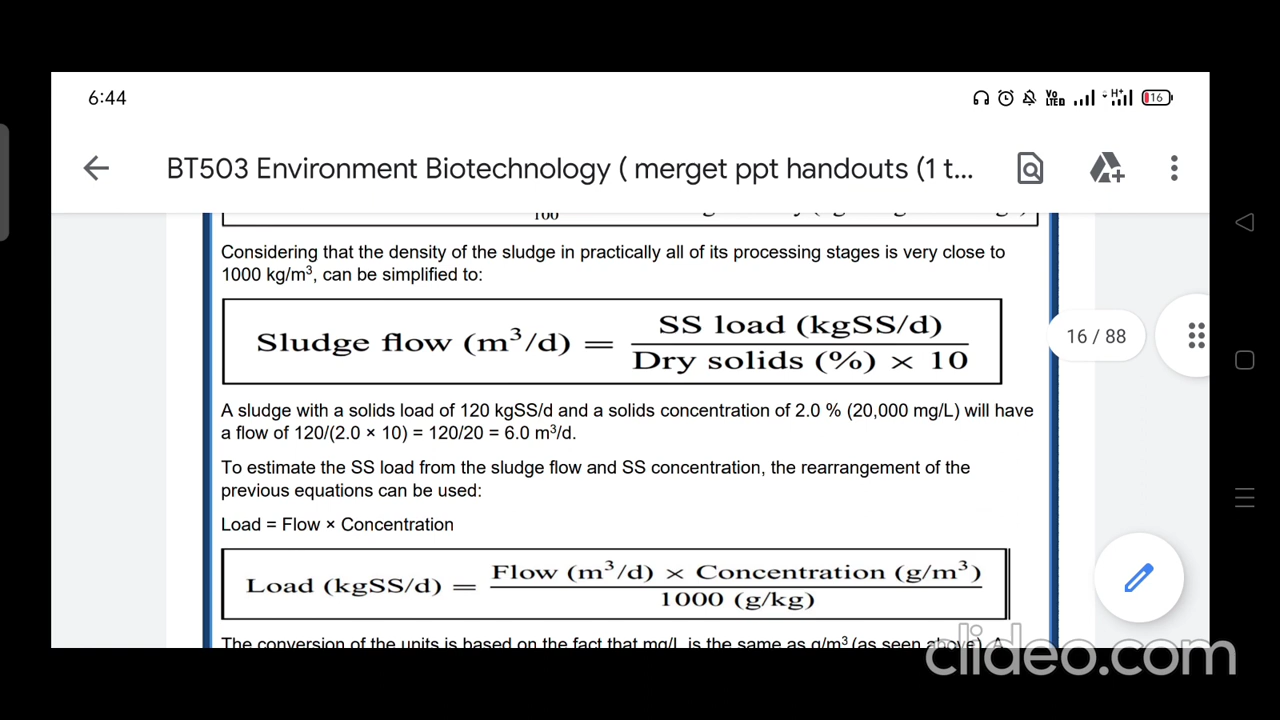 6:44
Vo LTED H+ 16
BT503 Environment Biotechnology ( merget ppt handouts (1 t...
100
Considering that the density of the sludge in practically all of its processing stages is very close to
1000 kg/m³, can be simplified to:
Sludge flow (m³/d) = SS load (kgSS/d)
Dry solids (%) × 10
16 / 88
A sludge with a solids load of 120 kgSS/d and a solids concentration of 2.0 % (20,000 mg/L) will have
a flow of 120/(2.0 × 10) = 120/20 = 6.0 m³/d.
To estimate the SS load from the sludge flow and SS concentration, the rearrangement of the
previous equations can be used:
Load = Flow × Concentration
Load (kgSS/d) = Flow (m³/d) × Concentration (g/m³)
1000 (g/kg)
The conversion of the units is based on the fact that mg/L is the same as g/m³ (as seen above). A
clideo.com